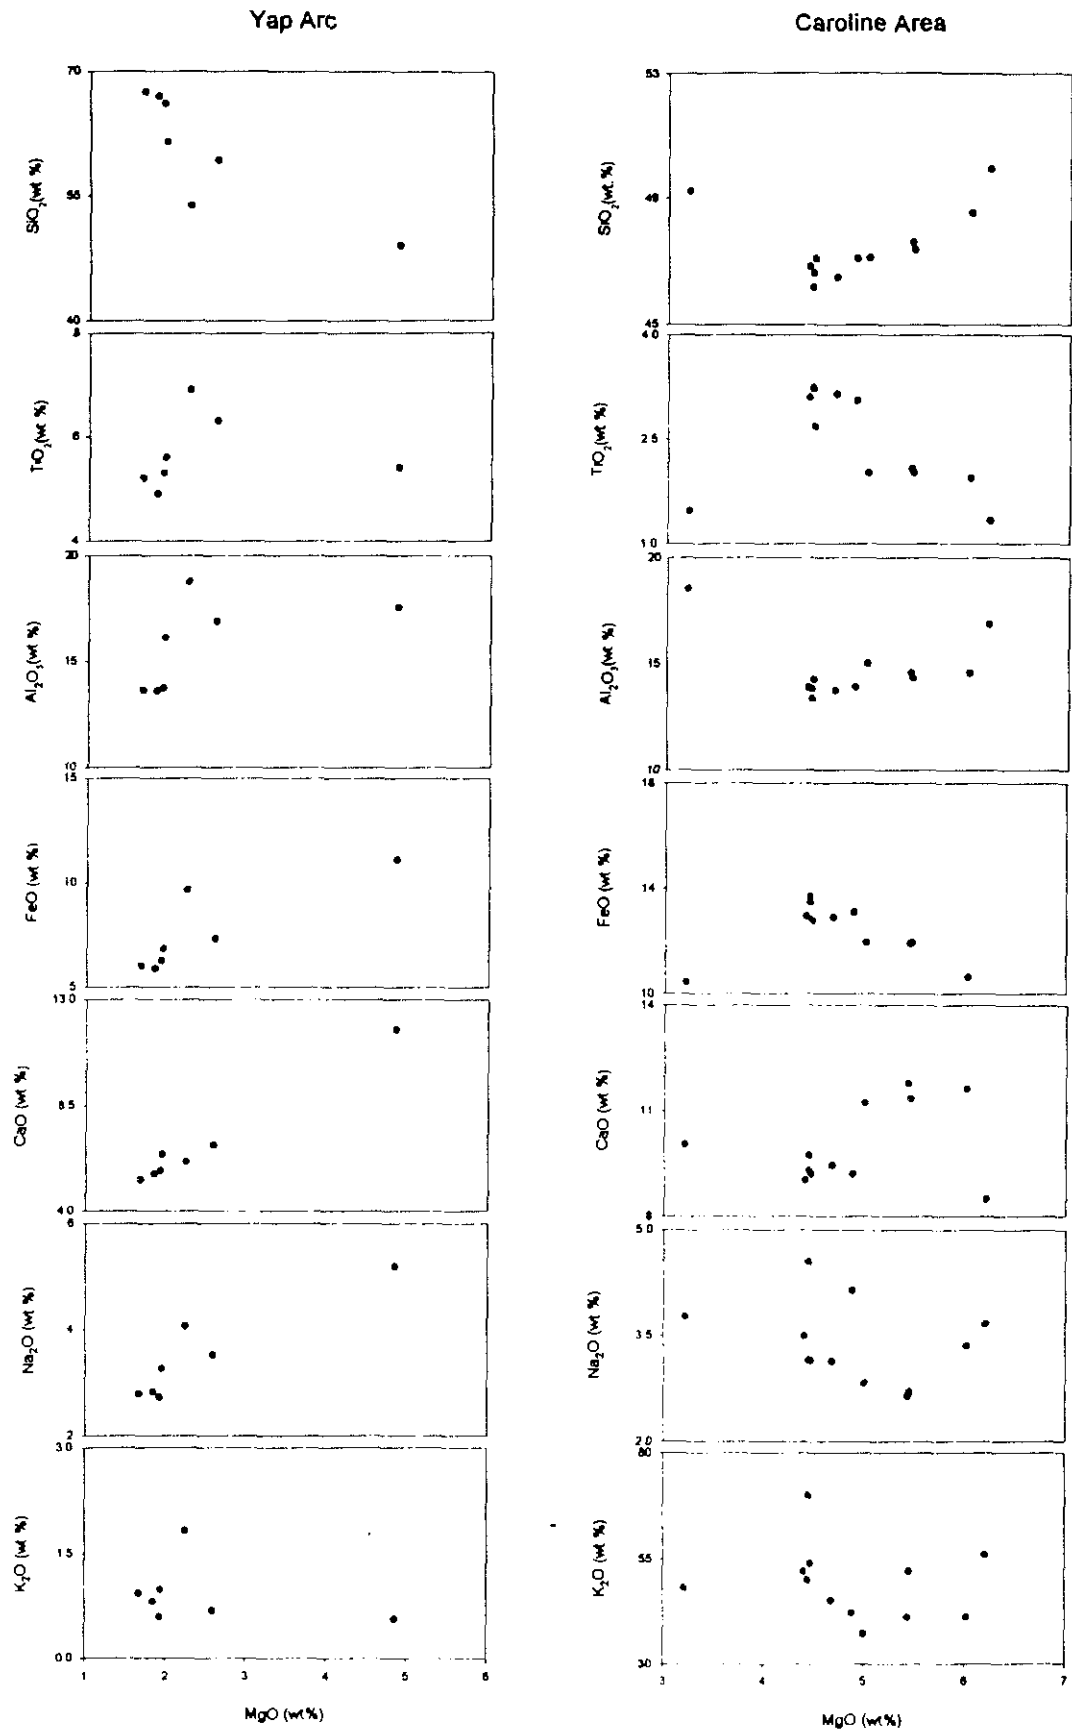 Yap Arc
70
55
40
SiO₂(wt %)
8
6
4
TiO₂(wt %)
20
15
10
Al₂O₃(wt %)
15
10
5
FeO (wt %)
13.0
8.5
4.0
CaO (wt %)
6
4
2
Na₂O (wt %)
3.0
1.5
0.0
K₂O (wt %)
1 2 3 4 5 6
MgO (wt%)
Caroline Area
53
49
45
SiO₂(wt.%)
4.0
2.5
1.0
TiO₂(wt %)
20
15
10
Al₂O₃(wt %)
18
14
10
FeO (wt %)
14
11
8
CaO (wt %)
5.0
3.5
2.0
Na₂O (wt %)
K₂O (wt %)
3 4 5 6 7
MgO (wt%)